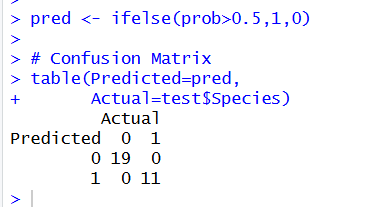 >
> pred <- ifelse(prob>0.5,1,0)
>
> # Confusion Matrix
> table(Predicted=pred,
+       Actual=test$Species)
         Actual
Predicted  0  1
        0 19  0
        1  0 11
>